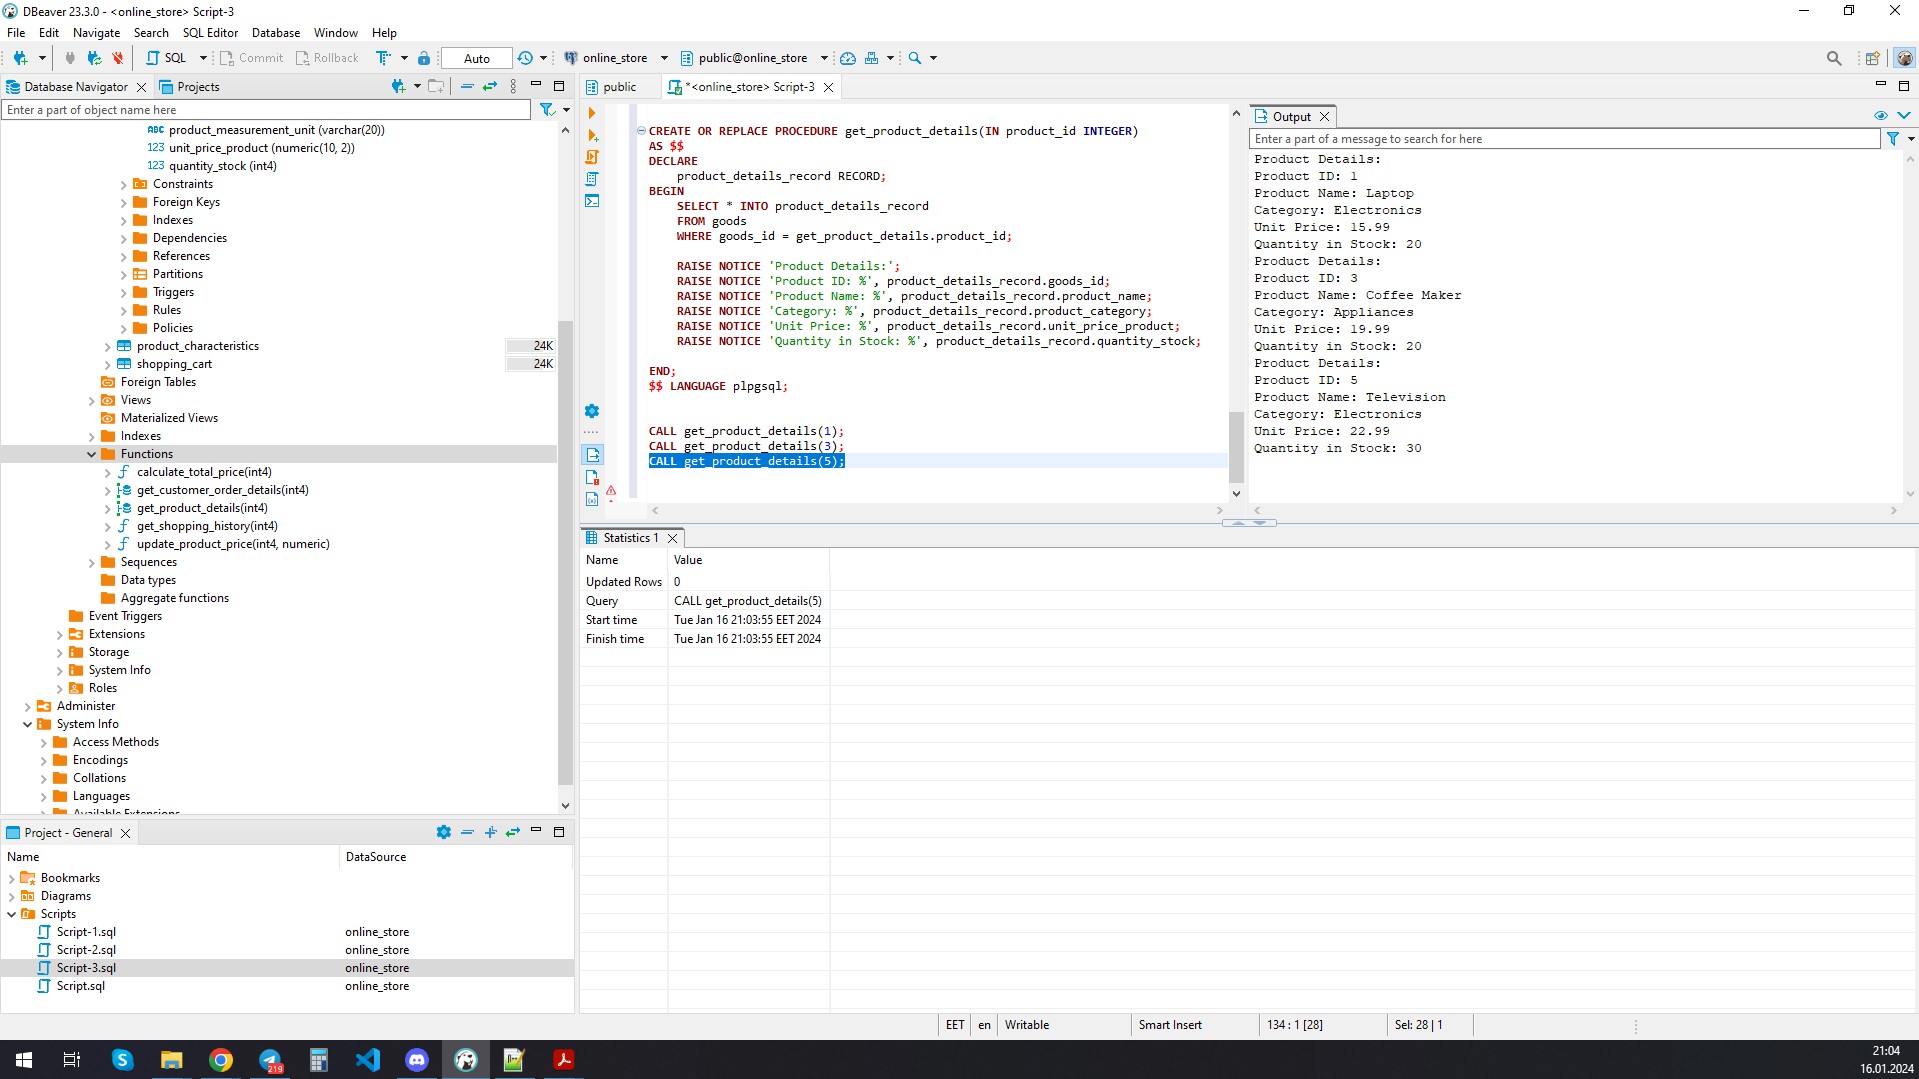 DBeaver 23.3.0 - <online_store> Script-3
File Edit Navigate Search SQL Editor Database Window Help
SQL Commit Rollback Auto online_store public@online_store
Database Navigator Projects
Enter a part of object name here
ABC product_measurement_unit (varchar(20))
123 unit_price_product (numeric(10, 2))
123 quantity_stock (int4)
Constraints
Foreign Keys
Indexes
Dependencies
References
Partitions
Triggers
Rules
Policies
product_characteristics 24K
shopping_cart 24K
Foreign Tables
Views
Materialized Views
Indexes
Functions
calculate_total_price(int4)
get_customer_order_details(int4)
get_product_details(int4)
get_shopping_history(int4)
update_product_price(int4, numeric)
Sequences
Data types
Aggregate functions
Event Triggers
Extensions
Storage
System Info
Roles
Administer
System Info
Access Methods
Encodings
Collations
Languages
Available Extensions
Project - General
Name DataSource
Bookmarks
Diagrams
Scripts
Script-1.sql online_store
Script-2.sql online_store
Script-3.sql online_store
Script.sql online_store
public *<online_store> Script-3
CREATE OR REPLACE PROCEDURE get_product_details(IN product_id INTEGER)
AS $$
DECLARE
product_details_record RECORD;
BEGIN
SELECT * INTO product_details_record
FROM goods
WHERE goods_id = get_product_details.product_id;
RAISE NOTICE 'Product Details:';
RAISE NOTICE 'Product ID: %', product_details_record.goods_id;
RAISE NOTICE 'Product Name: %', product_details_record.product_name;
RAISE NOTICE 'Category: %', product_details_record.product_category;
RAISE NOTICE 'Unit Price: %', product_details_record.unit_price_product;
RAISE NOTICE 'Quantity in Stock: %', product_details_record.quantity_stock;
END;
$$ LANGUAGE plpgsql;
CALL get_product_details(1);
CALL get_product_details(3);
CALL get_product_details(5);
Output
Enter a part of a message to search for here
Product Details:
Product ID: 1
Product Name: Laptop
Category: Electronics
Unit Price: 15.99
Quantity in Stock: 20
Product Details:
Product ID: 3
Product Name: Coffee Maker
Category: Appliances
Unit Price: 19.99
Quantity in Stock: 20
Product Details:
Product ID: 5
Product Name: Television
Category: Electronics
Unit Price: 22.99
Quantity in Stock: 30
Statistics 1
Name Value
Updated Rows 0
Query CALL get_product_details(5)
Start time Tue Jan 16 21:03:55 EET 2024
Finish time Tue Jan 16 21:03:55 EET 2024
EET en Writable Smart Insert 134 : 1 [28] Sel: 28 | 1
219
21:04
16.01.2024